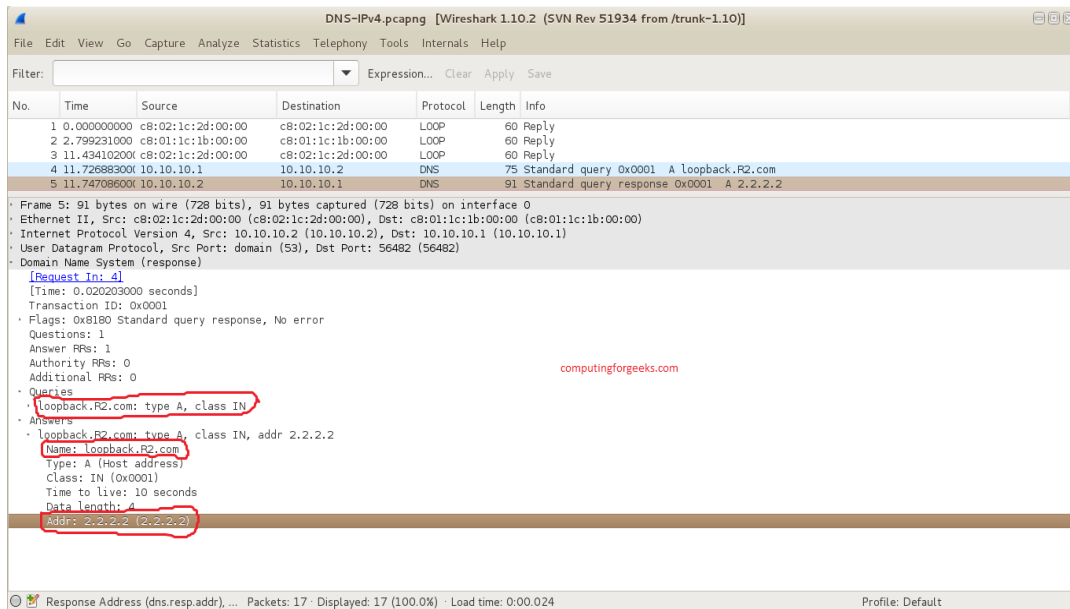 DNS-IPv4.pcapng [Wireshark 1.10.2 (SVN Rev 51934 from /trunk-1.10)]
File Edit View Go Capture Analyze Statistics Telephony Tools Internals Help
Filter: Expression... Clear Apply Save
No. Time Source Destination Protocol Length Info
1 0.000000000 c8:02:1c:2d:00:00 c8:02:1c:2d:00:00 LOOP 60 Reply
2 2.799231000 c8:01:1c:1b:00:00 c8:01:1c:1b:00:00 LOOP 60 Reply
3 11.43410200( c8:02:1c:2d:00:00 c8:02:1c:2d:00:00 LOOP 60 Reply
4 11.72688300( 10.10.10.1 10.10.10.2 DNS 75 Standard query 0x0001 A loopback.R2.com
5 11.74708600( 10.10.10.2 10.10.10.1 DNS 91 Standard query response 0x0001 A 2.2.2.2
Frame 5: 91 bytes on wire (728 bits), 91 bytes captured (728 bits) on interface 0
Ethernet II, Src: c8:02:1c:2d:00:00 (c8:02:1c:2d:00:00), Dst: c8:01:1c:1b:00:00 (c8:01:1c:1b:00:00)
Internet Protocol Version 4, Src: 10.10.10.2 (10.10.10.2), Dst: 10.10.10.1 (10.10.10.1)
User Datagram Protocol, Src Port: domain (53), Dst Port: 56482 (56482)
Domain Name System (response)
[Request In: 4]
[Time: 0.020203000 seconds]
Transaction ID: 0x0001
Flags: 0x8180 Standard query response, No error
Questions: 1
Answer RRs: 1
Authority RRs: 0
Additional RRs: 0
computingforgeeks.com
Queries
loopback.R2.com: type A, class IN
Answers
loopback.R2.com: type A, class IN, addr 2.2.2.2
Name: loopback.R2.com
Type: A (Host address)
Class: IN (0x0001)
Time to live: 10 seconds
Data length: 4
Addr: 2.2.2.2 (2.2.2.2)
Response Address (dns.resp.addr), ... Packets: 17 · Displayed: 17 (100.0%) · Load time: 0:00.024 Profile: Default